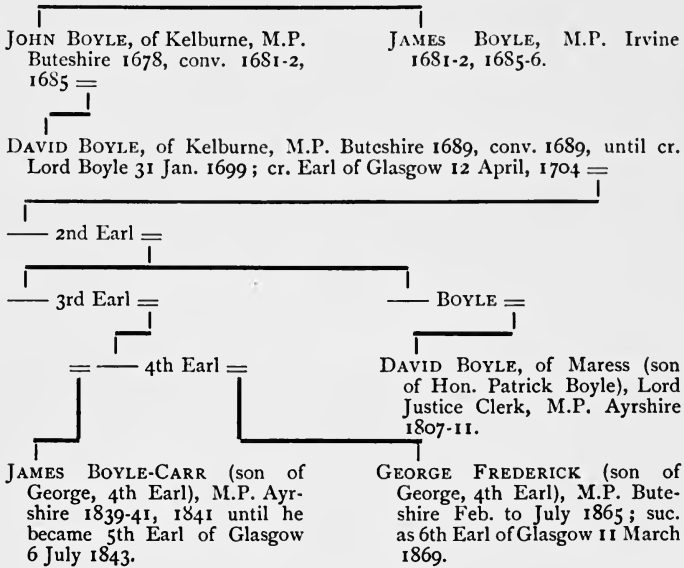 JOHN BOYLE, of Kelburne, M.P.
Buteshire 1678, conv. 1681-2,
1685 =
JAMES BOYLE, M.P. Irvine
1681-2, 1685-6.
DAVID BOYLE, of Kelburne, M.P. Buteshire 1689, conv. 1689, until cr.
Lord Boyle 31 Jan. 1699; cr. Earl of Glasgow 12 April, 1704 =
— 2nd Earl =
— 3rd Earl =
— BOYLE =
= — 4th Earl =
DAVID BOYLE, of Maress (son
of Hon. Patrick Boyle), Lord
Justice Clerk, M.P. Ayrshire
1807-11.
JAMES BOYLE-CARR (son of
George, 4th Earl), M.P. Ayr-
shire 1839-41, 1841 until he
became 5th Earl of Glasgow
6 July 1843.
GEORGE FREDERICK (son of
George, 4th Earl), M.P. Bute-
shire Feb. to July 1865; suc.
as 6th Earl of Glasgow 11 March
1869.